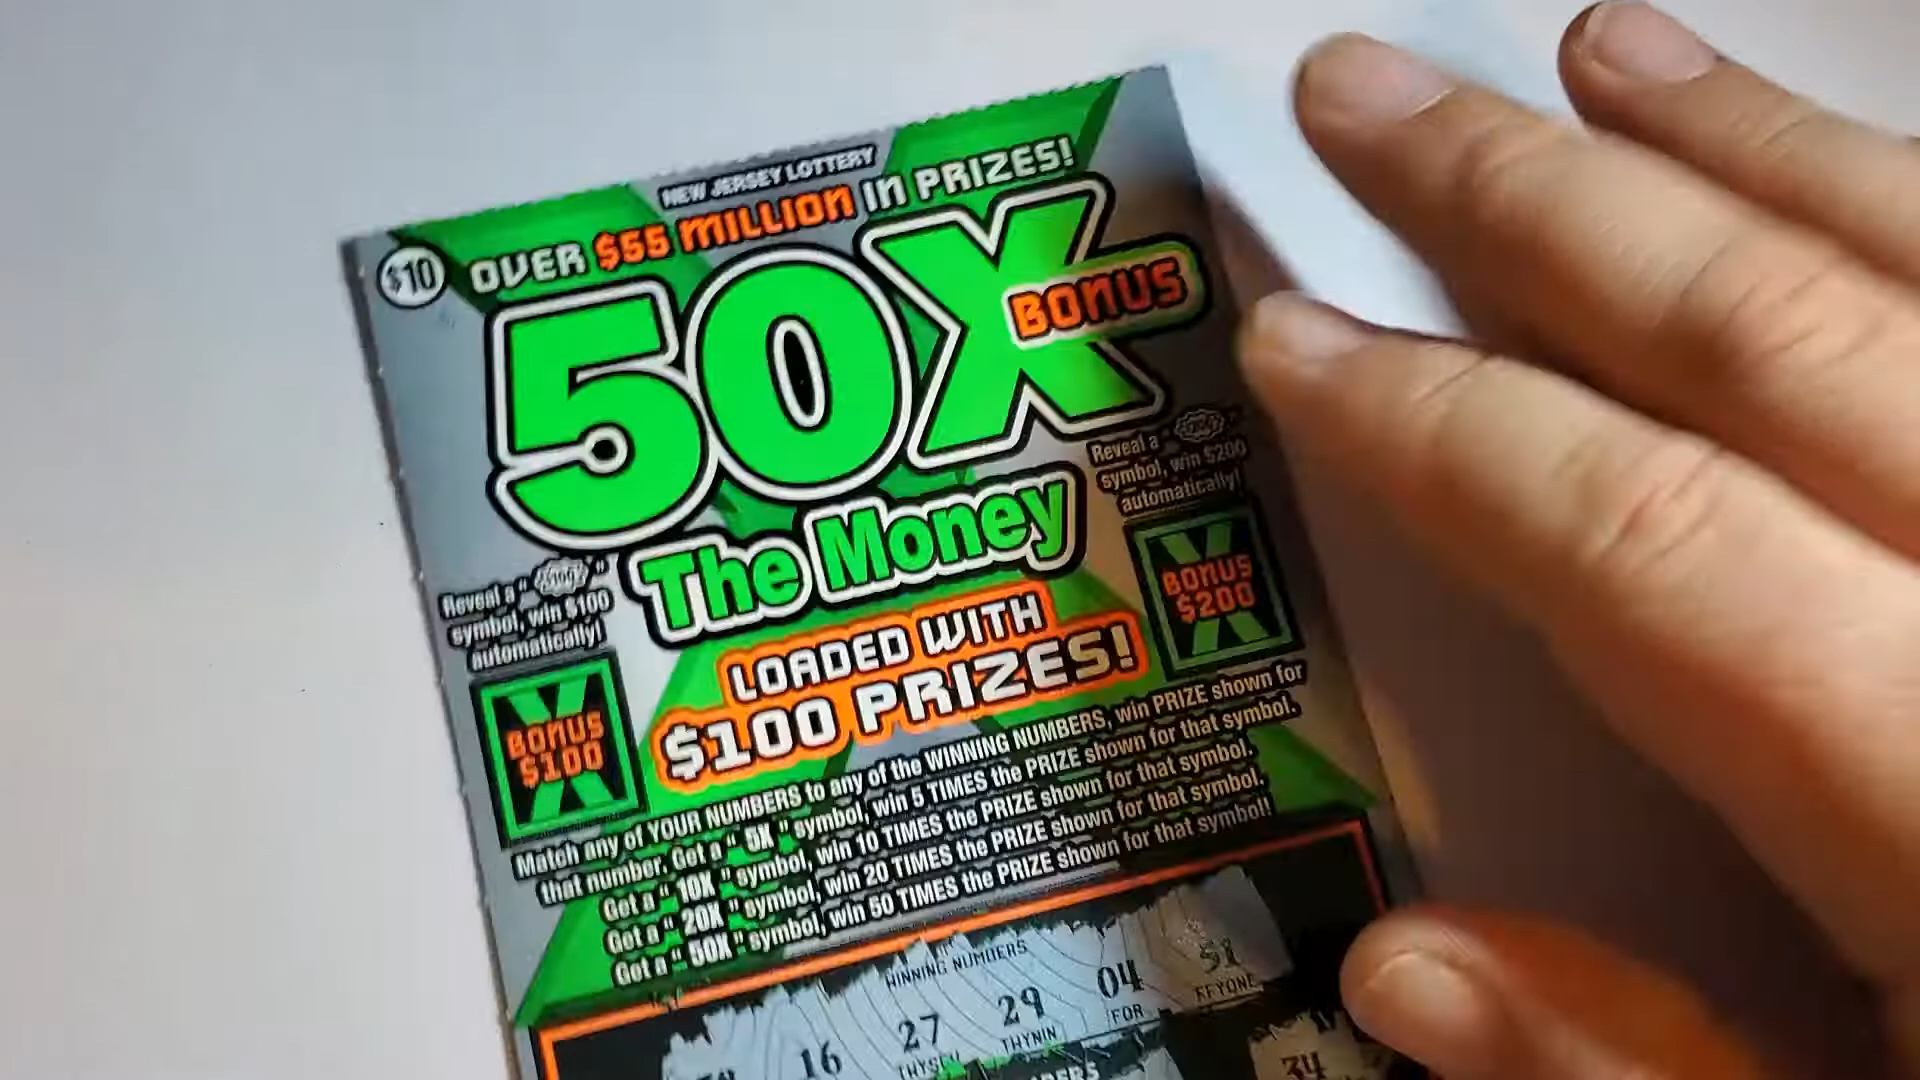 NEW JERSEY LOTTERY
OVER $55 MILLION IN PRIZES!
$10
50X
BONUS
The Money
Reveal a " " symbol, win $200
automatically!
BONUS
$200
Reveal a " $100 "
symbol, win $100
automatically!
BONUS
$100
LOADED WITH
$100 PRIZES!
Match any of YOUR NUMBERS to any of the WINNING NUMBERS, win PRIZE shown for
that number. Get a " 5X " symbol, win 5 TIMES the PRIZE shown for that symbol.
Get a " 10X " symbol, win 10 TIMES the PRIZE shown for that symbol.
Get a " 20X " symbol, win 20 TIMES the PRIZE shown for that symbol.
Get a " 50X " symbol, win 50 TIMES the PRIZE shown for that symbol!
WINNING NUMBERS
16 27 29 04 51
THYNIN FOR FFYONE
34